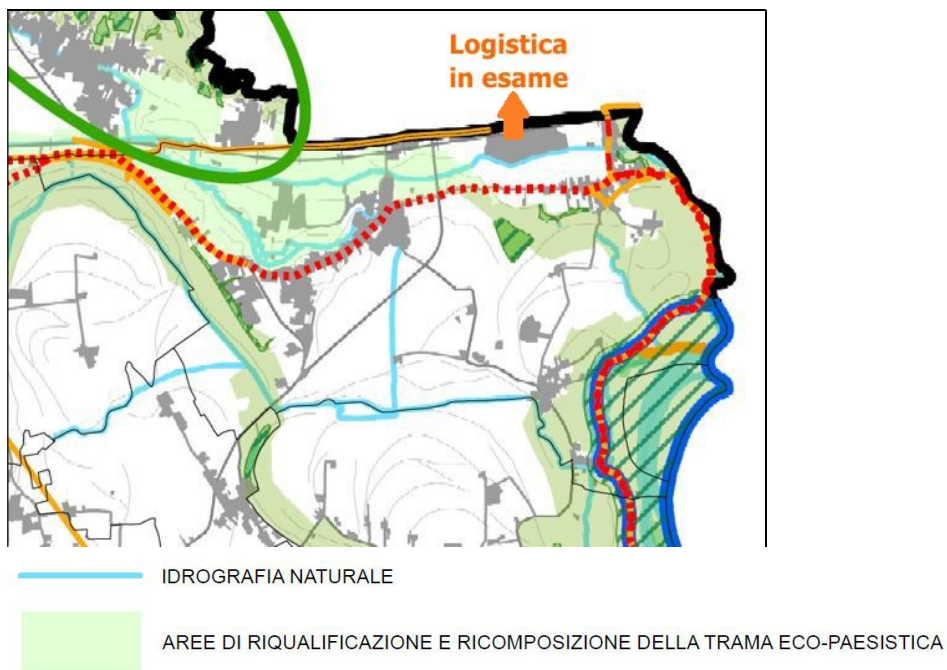 Logistica
in esame
IDROGRAFIA NATURALE
AREE DI RIQUALIFICAZIONE E RICOMPOSIZIONE DELLA TRAMA ECO-PAESISTICA